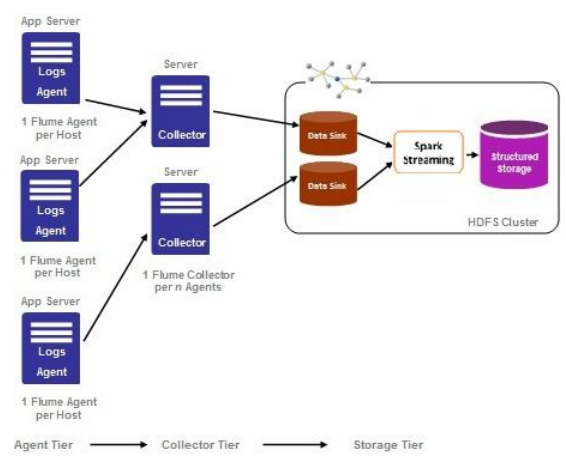 App Server
Logs
Agent
1 Flume Agent
per Host
App Server
Logs
Agent
1 Flume Agent
per Host
App Server
Logs
Agent
1 Flume Agent
per Host
Server
Collector
Server
Collector
1 Flume Collector
per n Agents
Data Sink
Data Sink
Spark
Streaming
Structured
Storage
HDFS Cluster
Agent Tier
Collector Tier
Storage Tier